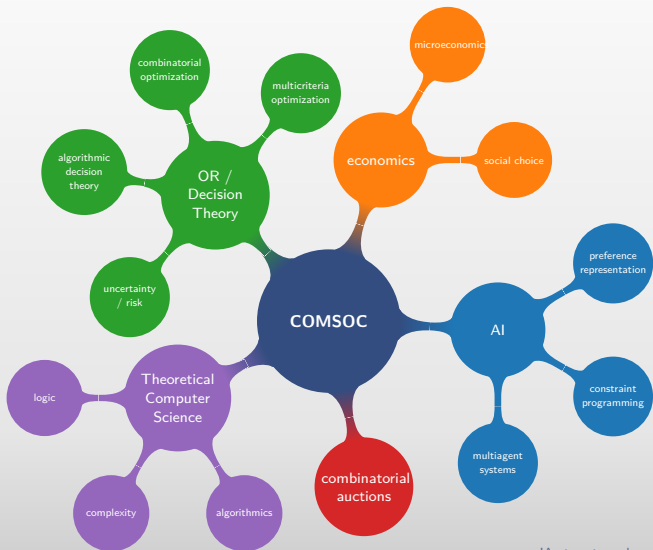 microeconomics
combinatorial
optimization
multicriteria
optimization
algorithmic
decision
theory
OR /
Decision
Theory
economics
social choice
uncertainty
/ risk
preference
representation
COMSOC
AI
logic
Theoretical
Computer
Science
constraint
programming
multiagent
systems
combinatorial
auctions
complexity
algorithmics